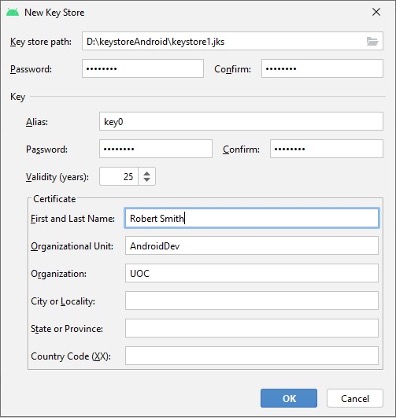 New Key Store
Key store path: D:\keystoreAndroid\keystore1.jks
Password: •••••••• Confirm: ••••••••
Key
Alias: key0
Password: •••••••• Confirm: ••••••••
Validity (years): 25
Certificate
First and Last Name: Robert Smith
Organizational Unit: AndroidDev
Organization: UOC
City or Locality:
State or Province:
Country Code (XX):
OK Cancel